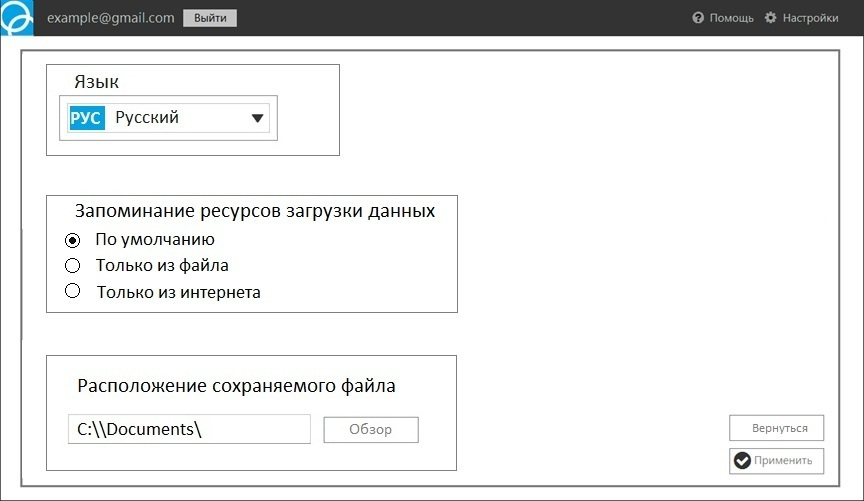 example@gmail.com Выйти Помощь Настройки
Язык
РУС Русский
Запоминание ресурсов загрузки данных
По умолчанию
Только из файла
Только из интернета
Расположение сохраняемого файла
C:\\Documents\ Обзор
Вернуться
Применить